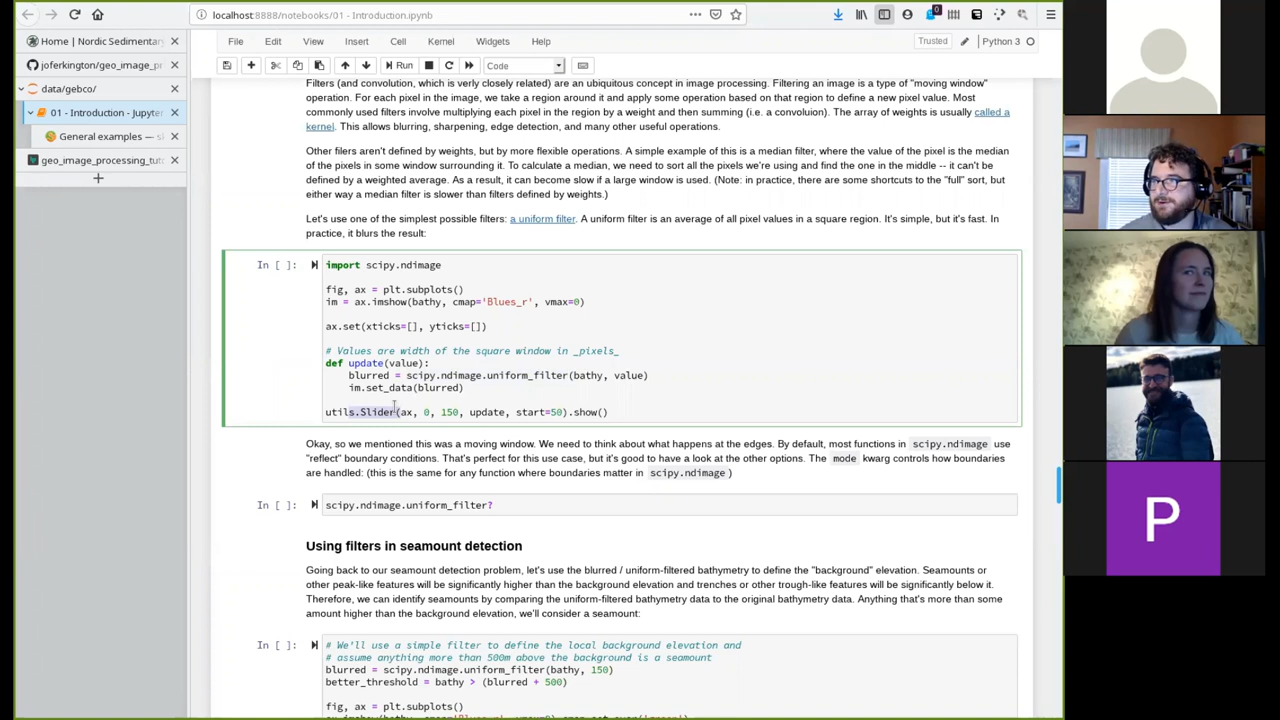 localhost:8888/notebooks/01 - Introduction.ipynb
Home | Nordic Sedimentary
joferkington/geo_image_pr
data/gebco/
01 - Introduction - Jupyter
General examples — s
geo_image_processing_tut
File Edit View Insert Cell Kernel Widgets Help
Trusted
Python 3
Run
Code
Filters (and convolution, which is verly closely related) are an ubiquitous concept in image processing. Filtering an image is a type of "moving window"
operation. For each pixel in the image, we take a region around it and apply some operation based on that region to define a new pixel value. Most
commonly used filters involve multiplying each pixel in the region by a weight and then summing (i.e. a convoluion). The array of weights is usually called a
kernel. This allows blurring, sharpening, edge detection, and many other useful operations.
Other filers aren't defined by weights, but by more flexible operations. A simple example of this is a median filter, where the value of the pixel is the median
of the pixels in some window surrounding it. To calculate a median, we need to sort all the pixels we're using and find the one in the middle -- it can't be
defined by a weighted average. As a result, it can become slow if a large window is used. (Note: in practice, there are some shortcuts to the "full" sort, but
either way a median filter is slower than filters defined by weights.)
Let's use one of the simplest possible filters: a uniform filter. A uniform filter is an average of all pixel values in a square region. It's simple, but it's fast. In
practice, it blurs the result:
In [ ]:
import scipy.ndimage
fig, ax = plt.subplots()
im = ax.imshow(bathy, cmap='Blues_r', vmax=0)
ax.set(xticks=[], yticks=[])
# Values are width of the square window in _pixels_
def update(value):
blurred = scipy.ndimage.uniform_filter(bathy, value)
im.set_data(blurred)
utils.Slider(ax, 0, 150, update, start=50).show()
Okay, so we mentioned this was a moving window. We need to think about what happens at the edges. By default, most functions in scipy.ndimage use
"reflect" boundary conditions. That's perfect for this use case, but it's good to have a look at the other options. The mode kwarg controls how boundaries
are handled: (this is the same for any function where boundaries matter in scipy.ndimage )
In [ ]:
scipy.ndimage.uniform_filter?
Using filters in seamount detection
Going back to our seamount detection problem, let's use the blurred / uniform-filtered bathymetry to define the "background" elevation. Seamounts or
other peak-like features will be significantly higher than the background elevation and trenches or other trough-like features will be significantly below it.
Therefore, we can identify seamounts by comparing the uniform-filtered bathymetry data to the original bathymetry data. Anything that's more than some
amount higher than the background elevation, we'll consider a seamount:
In [ ]:
# We'll use a simple filter to define the local background elevation and
# assume anything more than 500m above the background is a seamount
blurred = scipy.ndimage.uniform_filter(bathy, 150)
better_threshold = bathy > (blurred + 500)
fig, ax = plt.subplots()
P